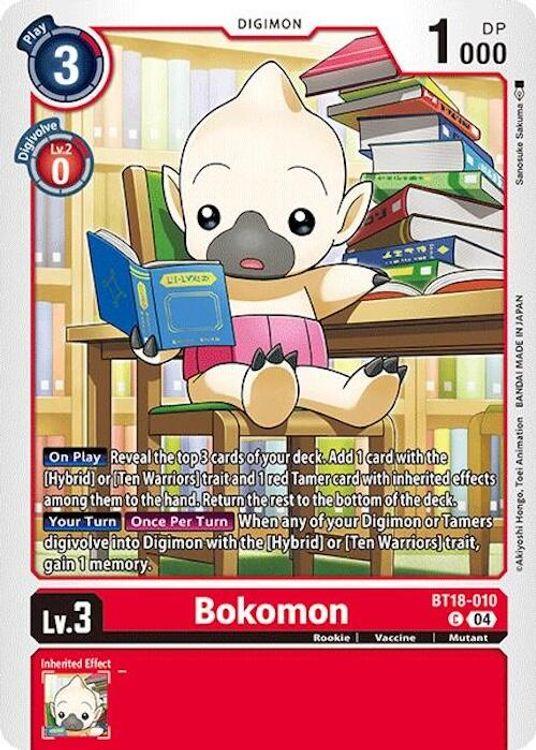 DIGIMON
Play
3
1000
DP
Digivolve
Lv.2
0
Sanosuke Sakuma
©Akiyoshi Hongo, Toei Animation BANDAI MADE IN JAPAN
On Play Reveal the top 3 cards of your deck. Add 1 card with the
[Hybrid] or [Ten Warriors] trait and 1 red Tamer card with inherited effects
among them to the hand. Return the rest to the bottom of the deck.
Your Turn Once Per Turn When any of your Digimon or Tamers
digivolve into Digimon with the [Hybrid] or [Ten Warriors] trait,
gain 1 memory.
Lv.3
Bokomon
BT18-010
C 04
Rookie | Vaccine | Mutant
Inherited Effect –